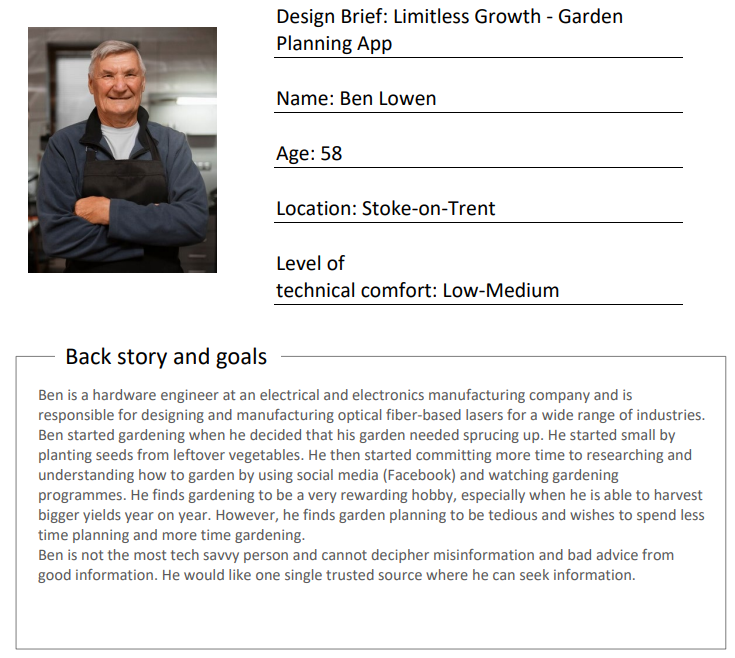 Design Brief: Limitless Growth - Garden
Planning App
Name: Ben Lowen
Age: 58
Location: Stoke-on-Trent
Level of
technical comfort: Low-Medium
Back story and goals
Ben is a hardware engineer at an electrical and electronics manufacturing company and is
responsible for designing and manufacturing optical fiber-based lasers for a wide range of industries.
Ben started gardening when he decided that his garden needed sprucing up. He started small by
planting seeds from leftover vegetables. He then started committing more time to researching and
understanding how to garden by using social media (Facebook) and watching gardening
programmes. He finds gardening to be a very rewarding hobby, especially when he is able to harvest
bigger yields year on year. However, he finds garden planning to be tedious and wishes to spend less
time planning and more time gardening.
Ben is not the most tech savvy person and cannot decipher misinformation and bad advice from
good information. He would like one single trusted source where he can seek information.